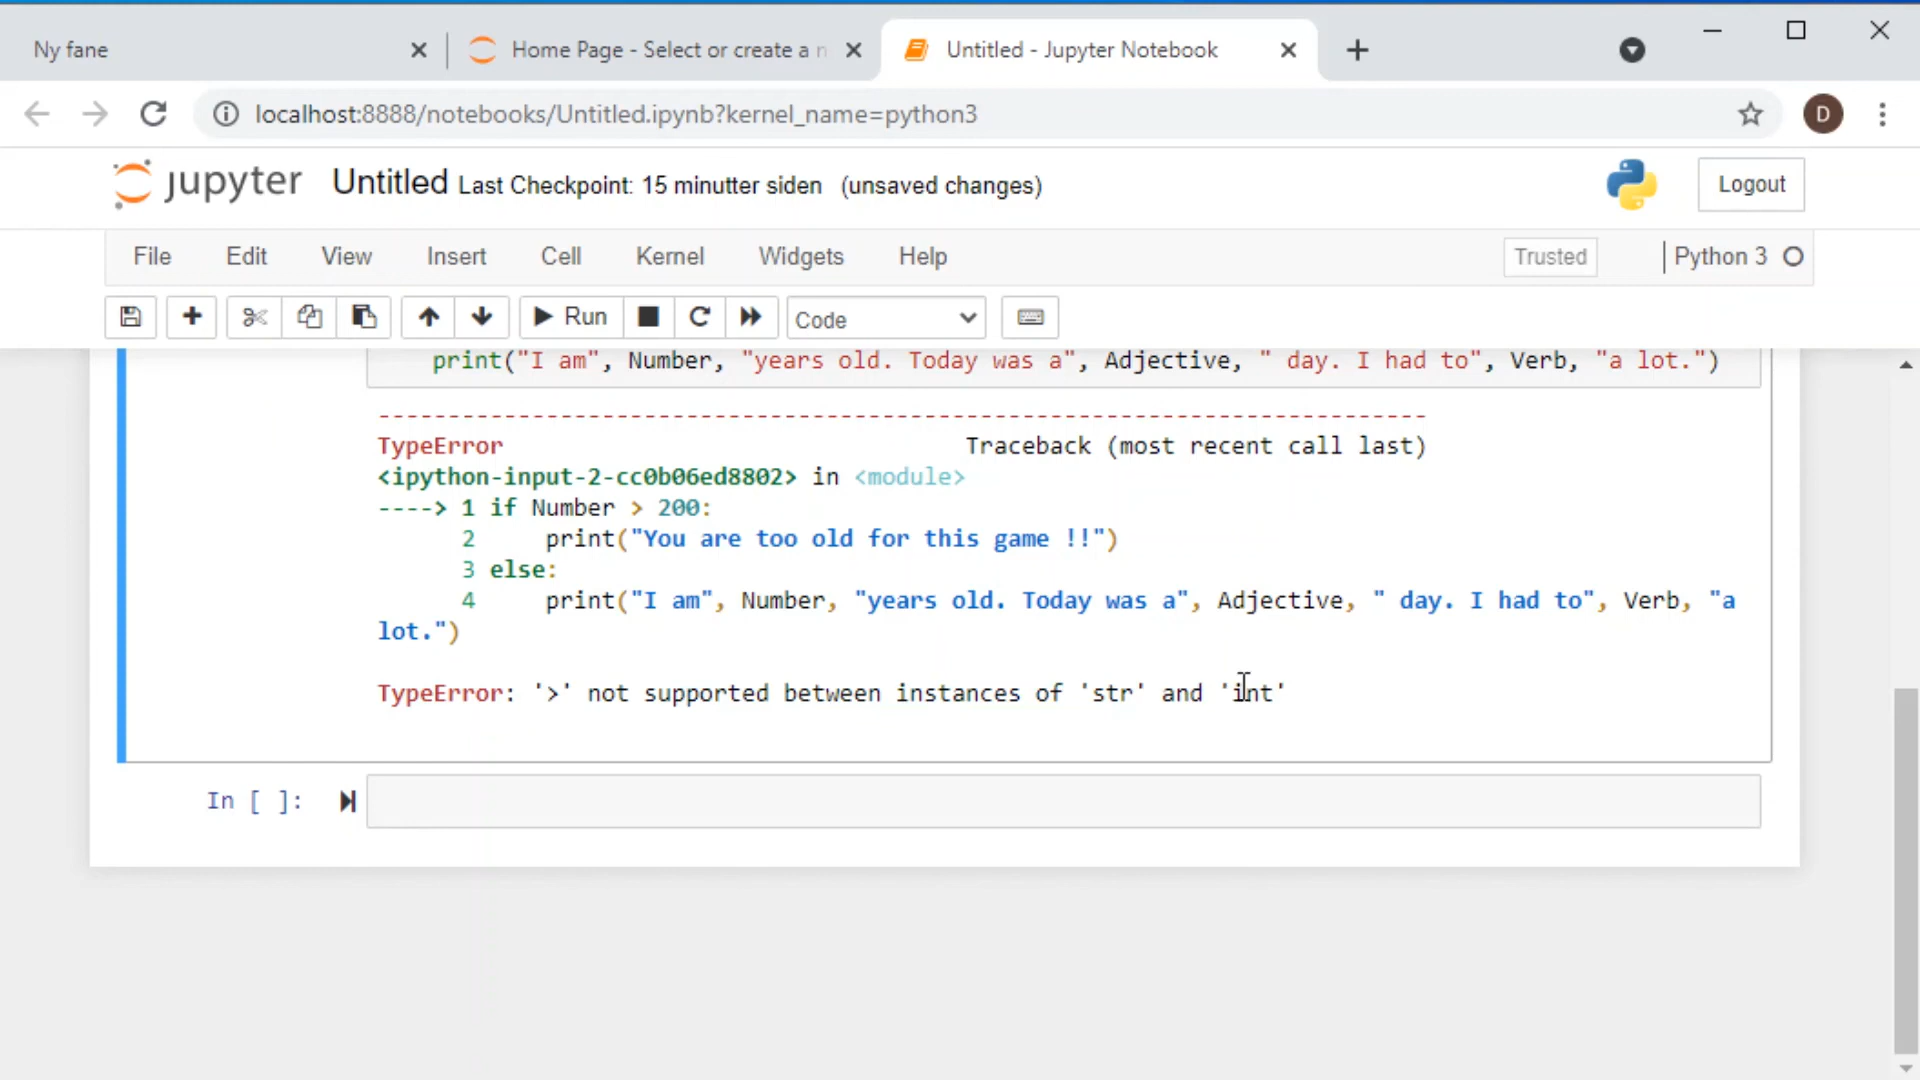 Ny fane
Home Page - Select or create a n
Untitled - Jupyter Notebook
localhost:8888/notebooks/Untitled.ipynb?kernel_name=python3
D
jupyter Untitled Last Checkpoint: 15 minutter siden (unsaved changes)
Logout
File Edit View Insert Cell Kernel Widgets Help Trusted Python 3
Run Code
print("I am", Number, "years old. Today was a", Adjective, " day. I had to", Verb, "a lot.")
---------------------------------------------------------------------------
TypeError Traceback (most recent call last)
<ipython-input-2-cc0b06ed8802> in <module>
----> 1 if Number > 200:
2 print("You are too old for this game !!")
3 else:
4 print("I am", Number, "years old. Today was a", Adjective, " day. I had to", Verb, "a
lot.")
TypeError: '>' not supported between instances of 'str' and 'int'
In [ ]: